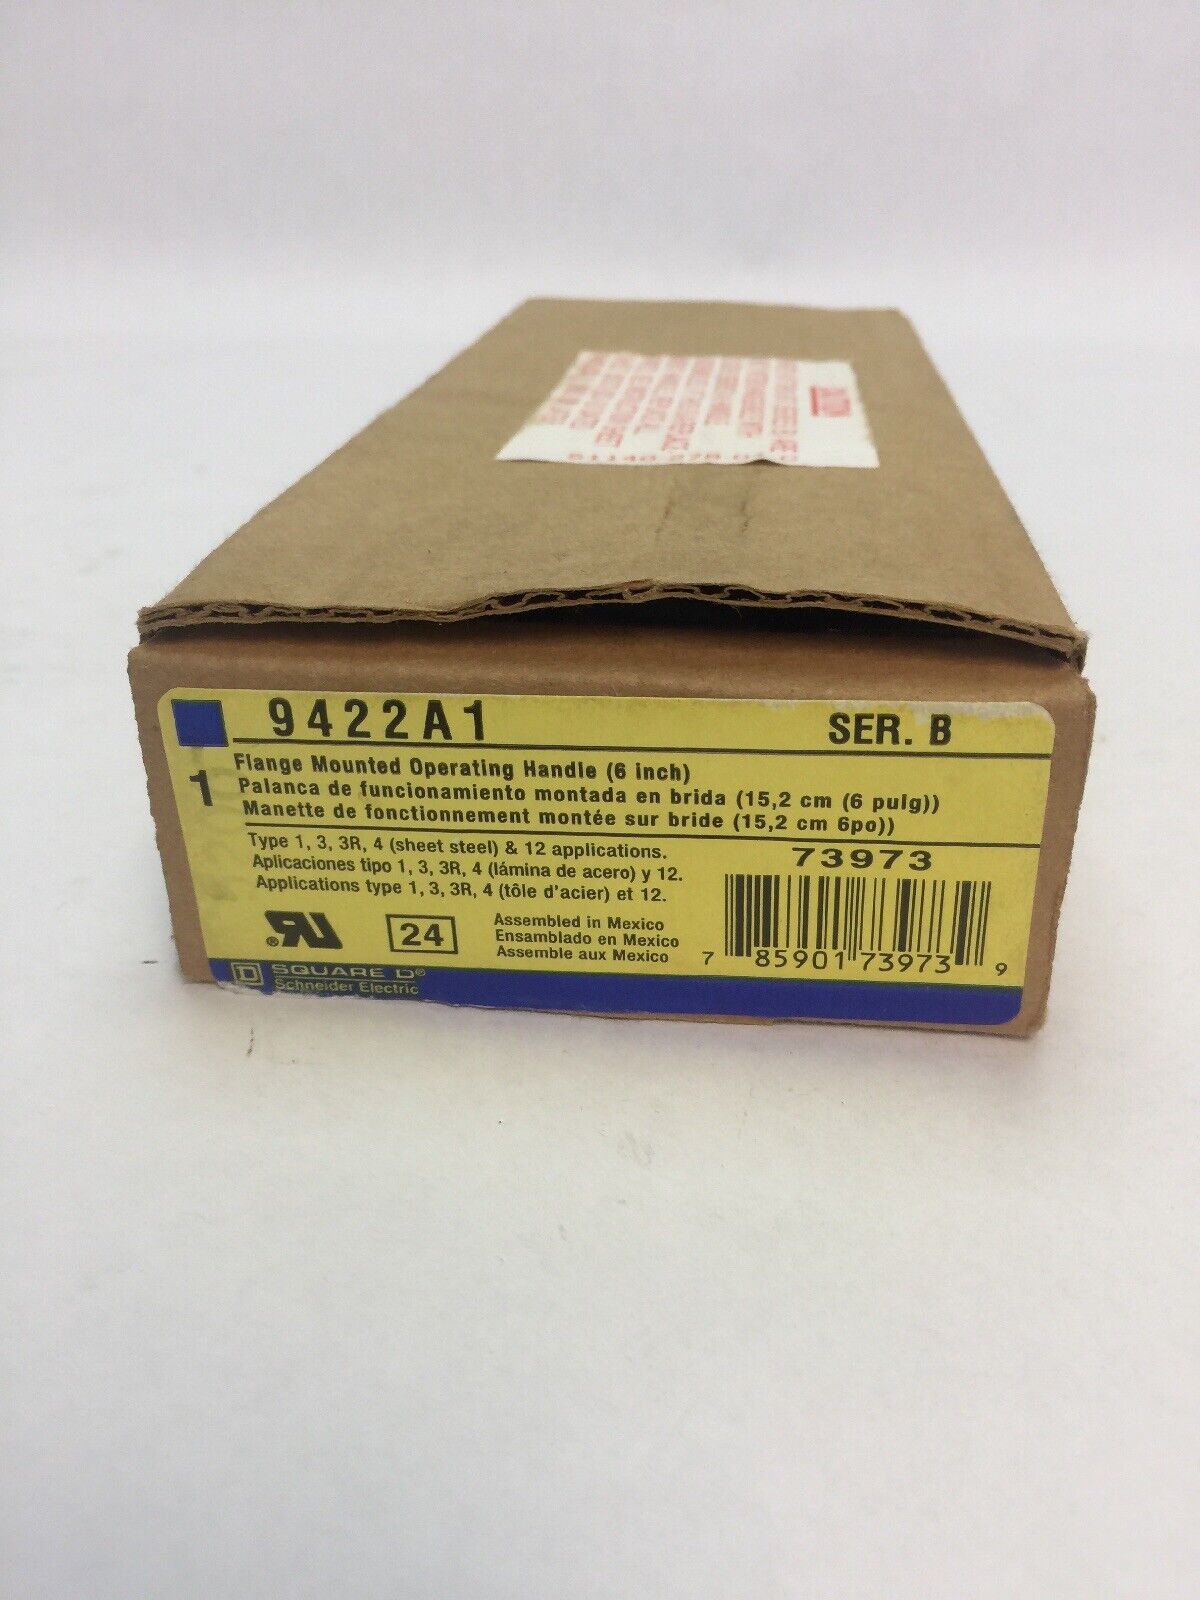 CAUTION
51140 278 0
9422A1
SER. B
1
Flange Mounted Operating Handle (6 inch)
Palanca de funcionamiento montada en brida (15,2 cm (6 pulg))
Manette de fonctionnement montée sur bride (15,2 cm 6po))
Type 1, 3, 3R, 4 (sheet steel) & 12 applications.
Aplicaciones tipo 1, 3, 3R, 4 (lámina de acero) y 12.
Applications type 1, 3, 3R, 4 (tôle d'acier) et 12.
73973
24
Assembled in Mexico
Ensamblado en Mexico
Assemble aux Mexico
7 85901 73973 9
D SQUARE D®
Schneider Electric